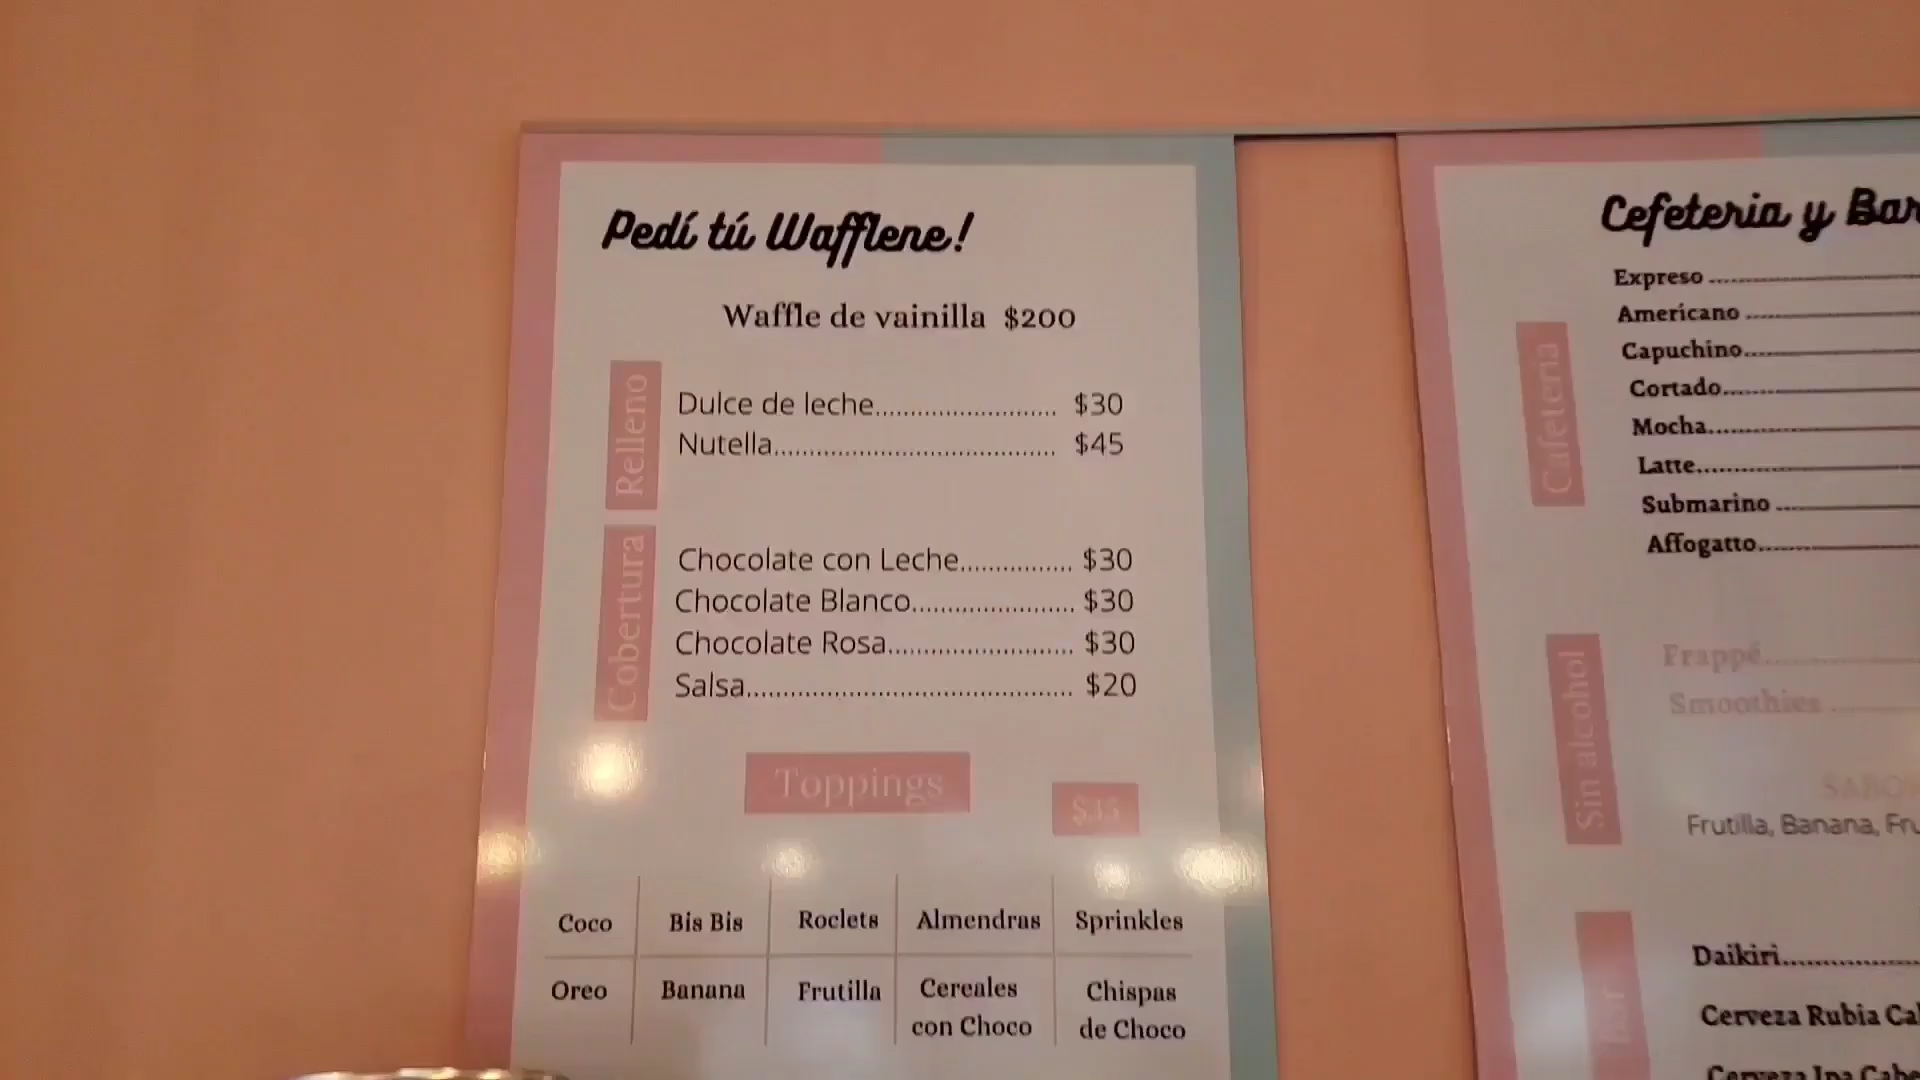 Pedí tú Wafflene!
Waffle de vainilla $200
Relleno
Dulce de leche.......................... $30
Nutella........................................ $45
Cobertura
Chocolate con Leche................ $30
Chocolate Blanco....................... $30
Chocolate Rosa.......................... $30
Salsa.............................................. $20
Toppings
Coco Bis Bis Roclets Almendras Sprinkles
Oreo Banana Frutilla Cereales con Choco Chispas de Choco
Cefeteria y Bar
Cafeteria
Expreso
Americano
Capuchino
Cortado
Mocha
Latte
Submarino
Affogatto
Sin alcohol
Frappé
Smoothies
Frutilla, Banana,
Bar
Daikiri
Cerveza Rubia
Cerveza Ipa